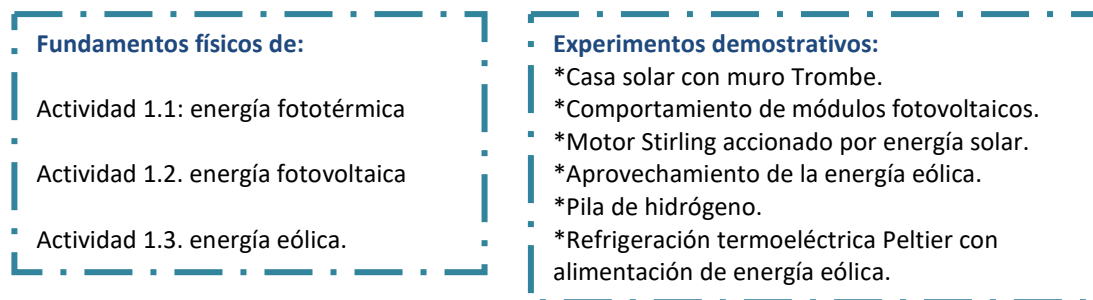 Fundamentos físicos de:
Actividad 1.1: energía fototérmica
Actividad 1.2. energía fotovoltaica
Actividad 1.3. energía eólica.
Experimentos demostrativos:
*Casa solar con muro Trombe.
*Comportamiento de módulos fotovoltaicos.
*Motor Stirling accionado por energía solar.
*Aprovechamiento de la energía eólica.
*Pila de hidrógeno.
*Refrigeración termoeléctrica Peltier con
alimentación de energía eólica.